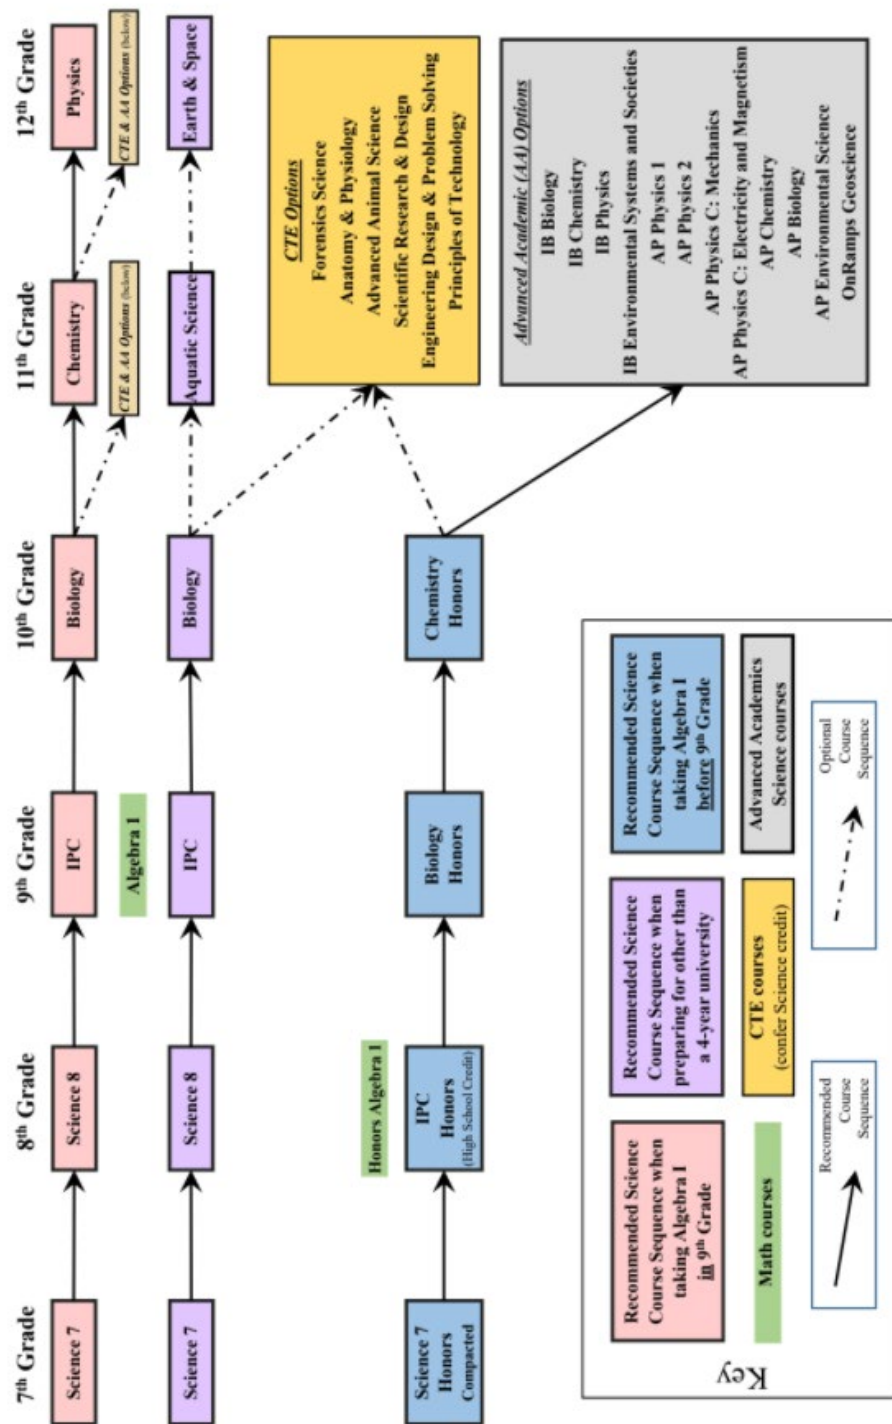 7th Grade
8th Grade
9th Grade
10th Grade
11th Grade
12th Grade
Science 7
Science 8
IPC
Biology
Chemistry
Physics
CTE & AA Options (below)
CTE & AA Options (below)
Algebra 1
Science 7
Science 8
IPC
Biology
Aquatic Science
Earth & Space
Honors Algebra 1
Science 7
Honors
Compacted
IPC
Honors
(High School Credit)
Biology
Honors
Chemistry
Honors
CTE Options
Forensics Science
Anatomy & Physiology
Advanced Animal Science
Scientific Research & Design
Engineering Design & Problem Solving
Principles of Technology
Advanced Academic (AA) Options
IB Biology
IB Chemistry
IB Physics
IB Environmental Systems and Societies
AP Physics 1
AP Physics 2
AP Physics C: Mechanics
AP Physics C: Electricity and Magnetism
AP Chemistry
AP Biology
AP Environmental Science
OnRamps Geoscience
Key
Recommended Science
Course Sequence when
taking Algebra I
in 9th Grade
Recommended Science
Course Sequence when
preparing for other than
a 4-year university
Recommended Science
Course Sequence when
taking Algebra I
before 9th Grade
Math courses
CTE courses
(confer Science credit)
Advanced Academics
Science courses
Recommended
Course
Sequence
Optional
Course
Sequence